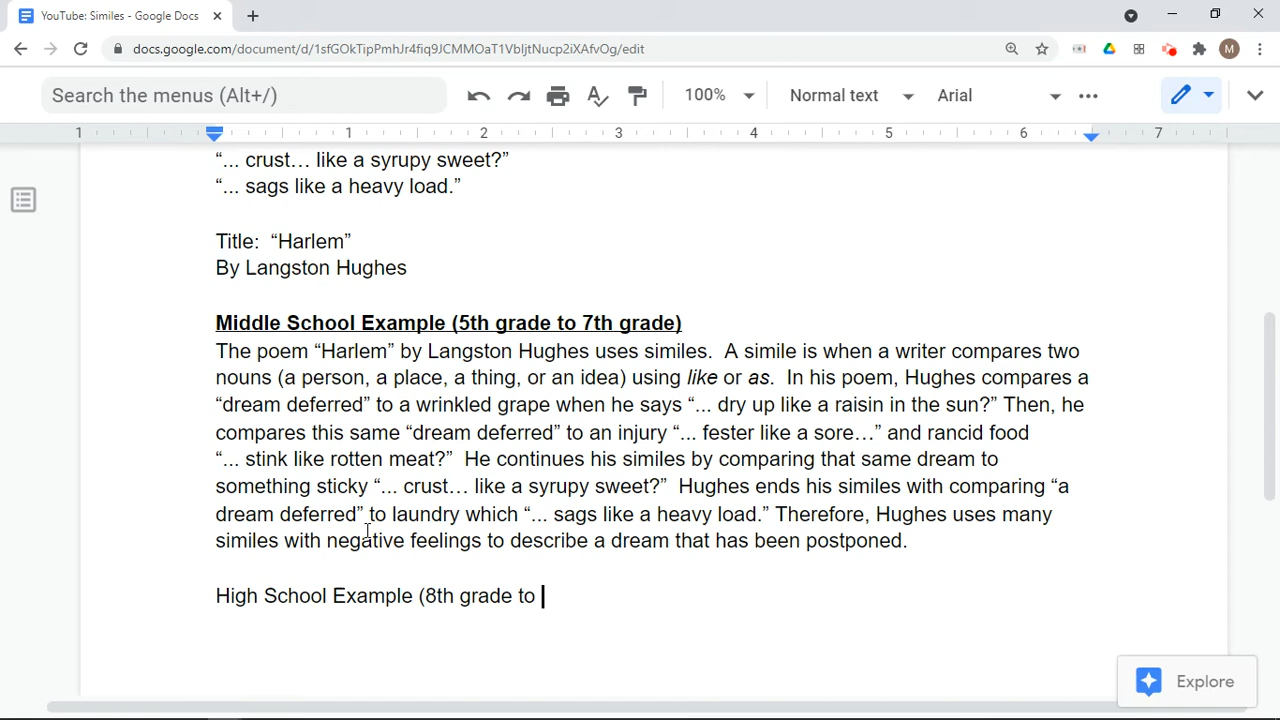 YouTube: Similes - Google Docs
docs.google.com/document/d/1sfGOkTipPmhJr4fiq9JCMMOaT1VbljtNucp2iXAfvOg/edit
M
Search the menus (Alt+/)
100%
Normal text
Arial
1 1 2 3 4 5 6 7
“... crust... like a syrupy sweet?”
“... sags like a heavy load.”
Title:  “Harlem”
By Langston Hughes
Middle School Example (5th grade to 7th grade)
The poem “Harlem” by Langston Hughes uses similes.  A simile is when a writer compares two
nouns (a person, a place, a thing, or an idea) using like or as.  In his poem, Hughes compares a
“dream deferred” to a wrinkled grape when he says “... dry up like a raisin in the sun?” Then, he
compares this same “dream deferred” to an injury “... fester like a sore...” and rancid food
“... stink like rotten meat?”  He continues his similes by comparing that same dream to
something sticky “... crust... like a syrupy sweet?”  Hughes ends his similes with comparing “a
dream deferred” to laundry which “... sags like a heavy load.” Therefore, Hughes uses many
similes with negative feelings to describe a dream that has been postponed.
High School Example (8th grade to
Explore